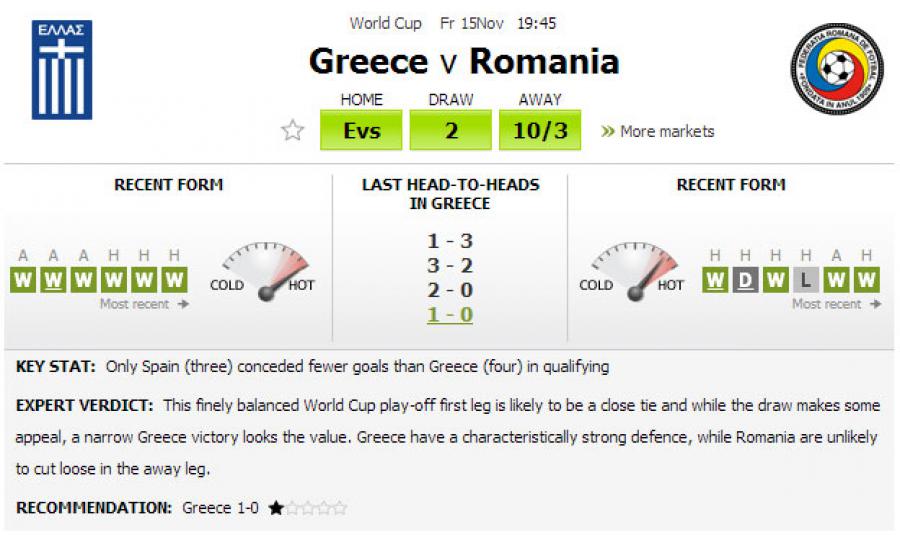 World Cup Fr 15Nov 19:45
ΕΛΛΑΣ
Greece v Romania
FEDERATIA ROMANA DE FOTBAL
FONDATA IN ANUL 1909
HOME DRAW AWAY
Evs 2 10/3 More markets
RECENT FORM
A A A H H H
W W W W W W
Most recent
COLD HOT
LAST HEAD-TO-HEADS
IN GREECE
1 - 3
3 - 2
2 - 0
1 - 0
RECENT FORM
COLD HOT
H H H H A H
W D W L W W
Most recent
KEY STAT: Only Spain (three) conceded fewer goals than Greece (four) in qualifying
EXPERT VERDICT: This finely balanced World Cup play-off first leg is likely to be a close tie and while the draw makes some
appeal, a narrow Greece victory looks the value. Greece have a characteristically strong defence, while Romania are unlikely
to cut loose in the away leg.
RECOMMENDATION: Greece 1-0